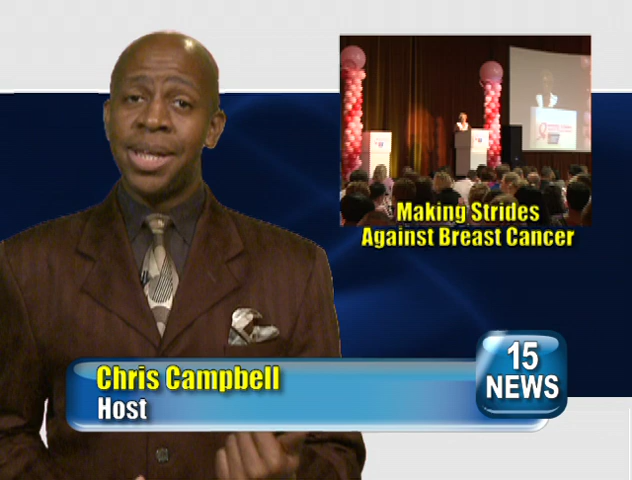 Making Strides
Against Breast Cancer
15
NEWS
Chris Campbell
Host